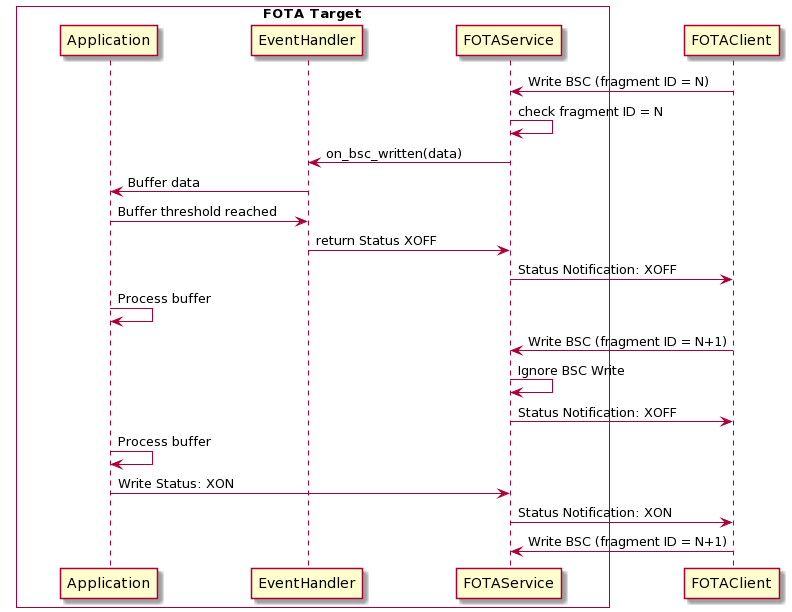 FOTA Target
Application
EventHandler
FOTAService
FOTAClient
Write BSC (fragment ID = N)
check fragment ID = N
on_bsc_written(data)
Buffer data
Buffer threshold reached
return Status XOFF
Status Notification: XOFF
Process buffer
Write BSC (fragment ID = N+1)
Ignore BSC Write
Status Notification: XOFF
Process buffer
Write Status: XON
Status Notification: XON
Write BSC (fragment ID = N+1)
Application
EventHandler
FOTAService
FOTAClient